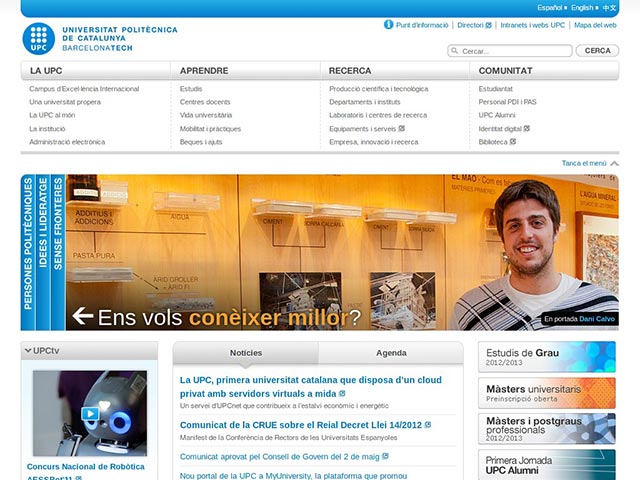 Español English 中文
UNIVERSITAT POLITÈCNICA
DE CATALUNYA
BARCELONATECH
UPC
Punt d'informació Directori Intranets i webs UPC Mapa del web
Cercar... CERCA
LA UPC APRENDRE RECERCA COMUNITAT
Campus d'Excel·lència Internacional Estudis Producció científica i tecnològica Estudiantat
Una universitat propera Centres docents Departaments i instituts Personal PDI i PAS
La UPC al món Vida universitària Laboratoris i centres de recerca UPC Alumni
La institució Mobilitat i pràctiques Equipaments i serveis Identitat digital
Administració electrònica Beques i ajuts Empresa, innovació i recerca Biblioteca
Tanca el menú
PERSONES POLITÈCNIQUES
IDEES I LIDERATGE
SENSE FRONTERES
ADDITIUS I
ADDICIONS
AIGUA
CIMENT
SORRA CALCÀRIA
CIMENT
PASTA PURA
ÀRID GROLLER
+ ÀRID FI
L'AIGUA MINERAL
Ens vols conèixer millor?
En portada Dani Calvo
UPCtv
Concurs Nacional de Robòtica
AESSBot'11
Notícies Agenda
La UPC, primera universitat catalana que disposa d'un cloud
privat amb servidors virtuals a mida
Un servei d'UPCnet que contribueix a l'estalvi econòmic i energètic
Comunicat de la CRUE sobre el Reial Decret Llei 14/2012
Manifest de la Conferència de Rectors de les Universitats Espanyoles
Comunicat aprovat pel Consell de Govern del 2 de maig
Nou portal de la UPC a MyUniversity, la plataforma que promou
Estudis de Grau
2012/2013
Màsters universitaris
Preinscripció oberta
Màsters i postgraus
professionals
2012/2013
Primera Jornada
UPC Alumni